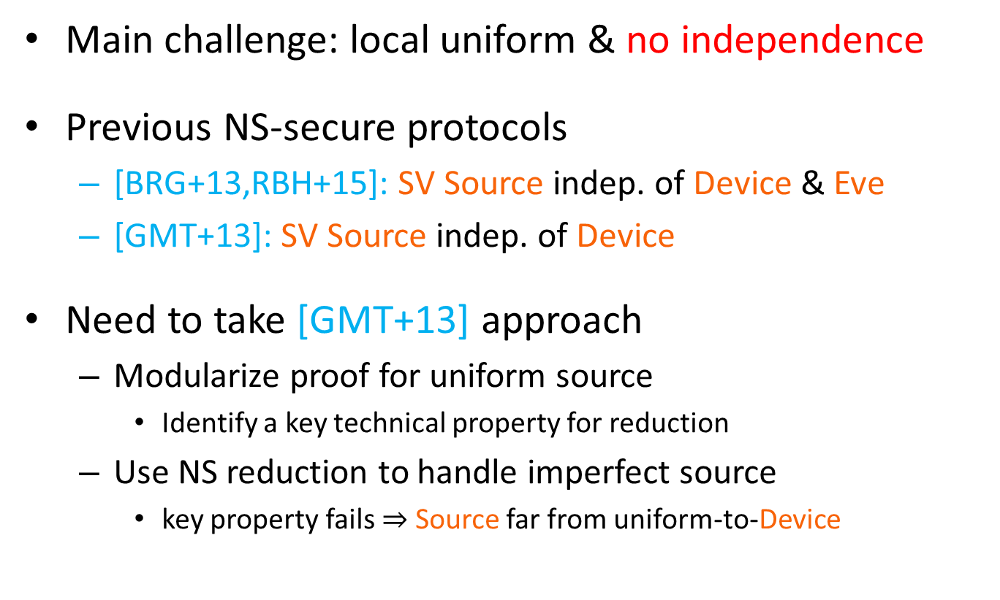 • Main challenge: local uniform & no independence
• Previous NS-secure protocols
– [BRG+13,RBH+15]: SV Source indep. of Device & Eve
– [GMT+13]: SV Source indep. of Device
• Need to take [GMT+13] approach
– Modularize proof for uniform source
• Identify a key technical property for reduction
– Use NS reduction to handle imperfect source
• key property fails ⇒ Source far from uniform-to-Device